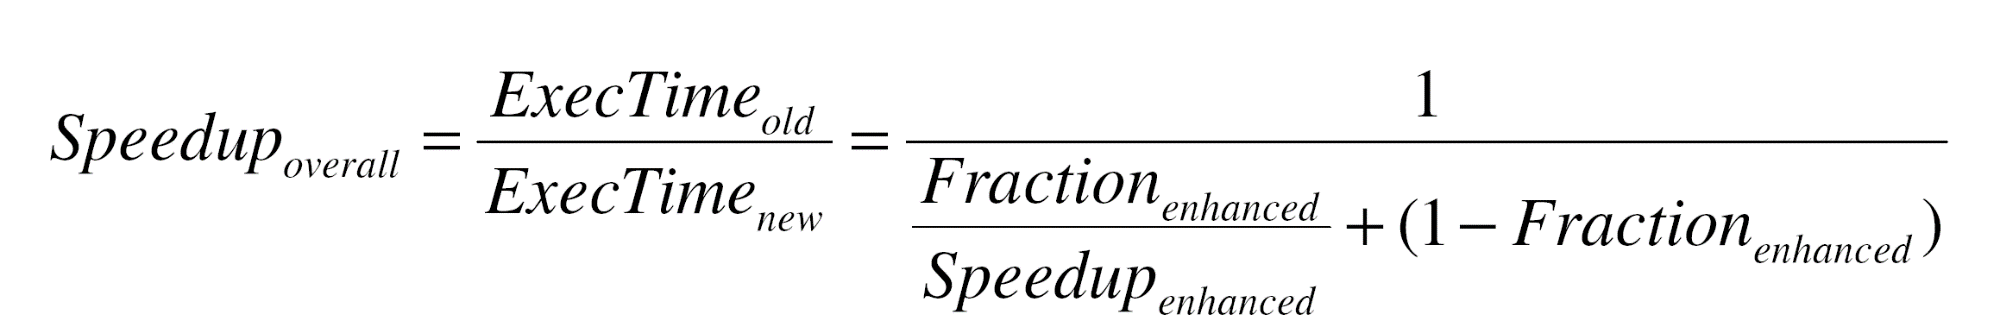 Speedup_overall = ExecTime_old / ExecTime_new = 1 / (Fraction_enhanced / Speedup_enhanced + (1 − Fraction_enhanced))